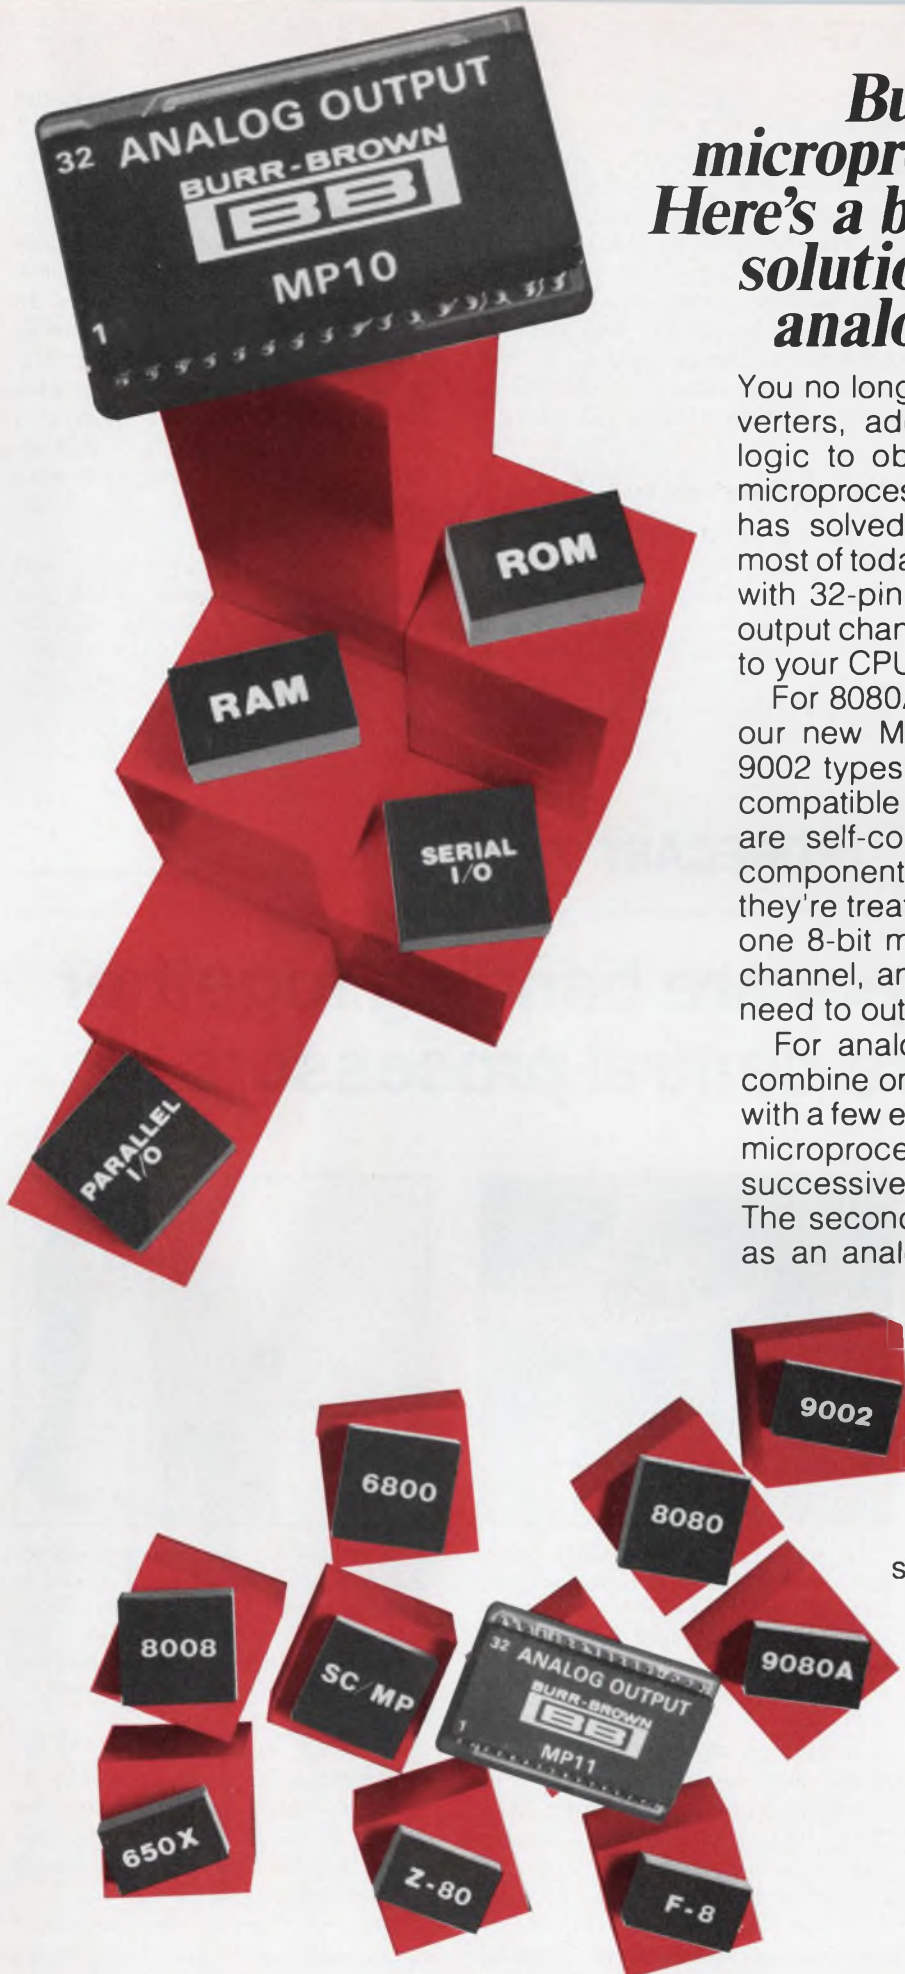 32 ANALOG OUTPUT
BURR-BROWN
BB
MP10
1
ROM
RAM
SERIAL
I/O
PARALLEL
I/O
Bu
micropr
Here's a b
soluti
analo
You no long
verters, ad
logic to ob
microproces
has solved
most of toda
with 32-pin
output chan
to your CPU
For 8080A
our new M
9002 types
compatible
are self-co
component
they're treat
one 8-bit m
channel, an
need to out
For analo
combine or
with a few e
microproce
successive
The second
as an anal
s
9002
6800
8080
8008
SC/MP
9080A
32 ANALOG OUTPUT
BURR-BROWN
BB
MP11
1
650X
Z-80
F-8